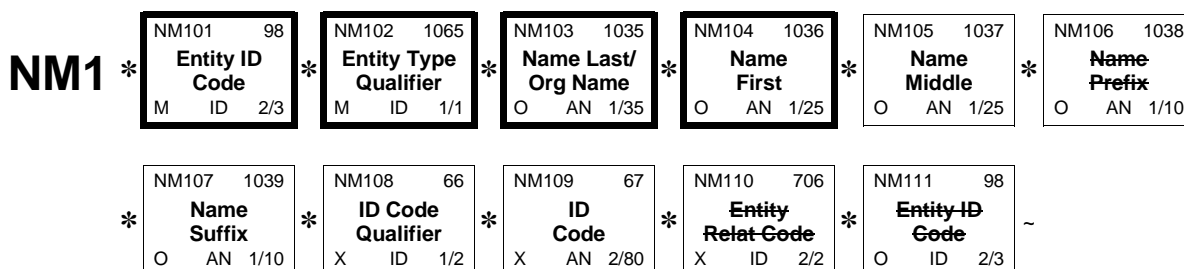 NM101 98 NM102 1065 NM103 1035 NM104 1036 NM105 1037 NM106 1038
NM1 * Entity ID Code * Entity Type Qualifier * Name Last/ Org Name * Name First * Name Middle * Name Prefix
M ID 2/3 M ID 1/1 O AN 1/35 O AN 1/25 O AN 1/25 O AN 1/10
NM107 1039 NM108 66 NM109 67 NM110 706 NM111 98
* Name Suffix * ID Code Qualifier * ID Code * Entity Relat Code * Entity ID Code ~
O AN 1/10 X ID 1/2 X AN 2/80 X ID 2/2 O ID 2/3